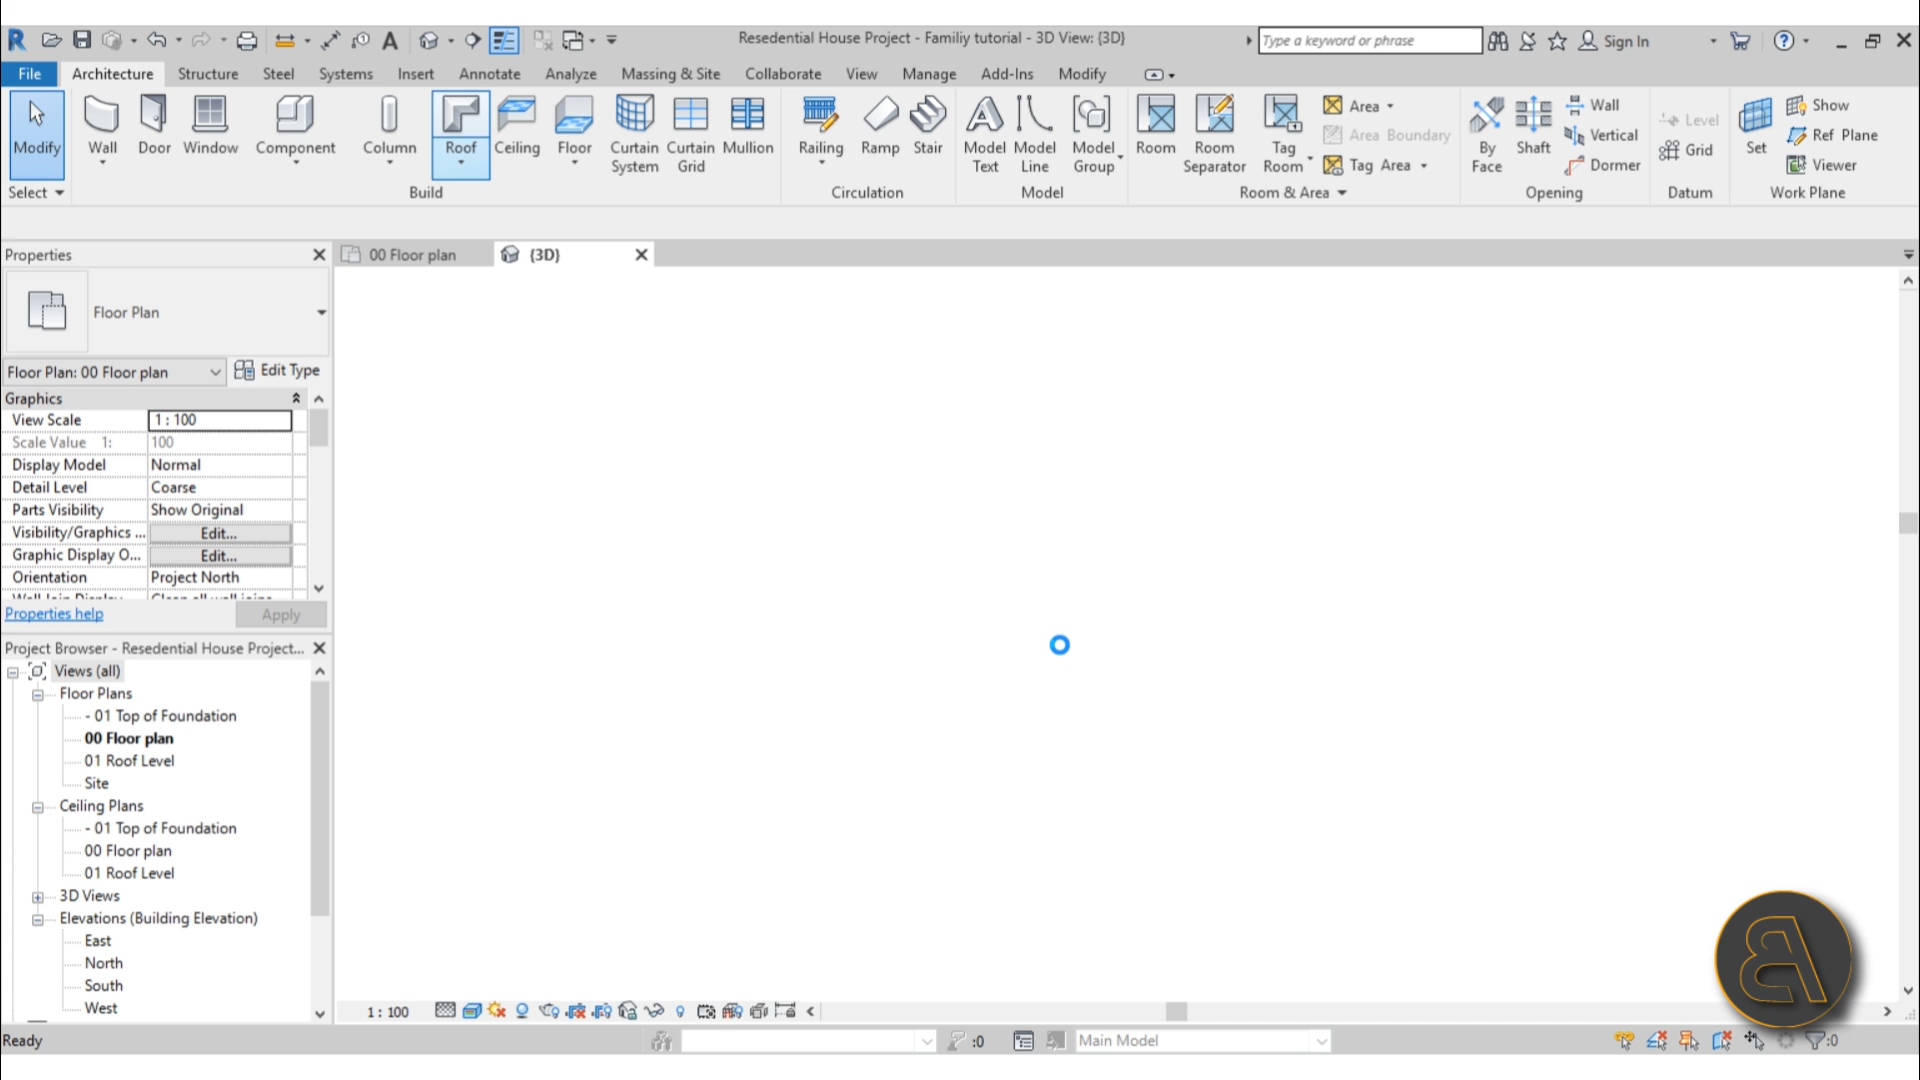 Resedential House Project - Familiy tutorial - 3D View: {3D}
Type a keyword or phrase
Sign In
File Architecture Structure Steel Systems Insert Annotate Analyze Massing & Site Collaborate View Manage Add-Ins Modify
Modify Wall Door Window Component Column Roof Ceiling Floor Curtain System Curtain Grid Mullion Railing Ramp Stair Model Text Model Line Model Group Room Room Separator Tag Room
Area
Area Boundary
Tag Area
By Face Shaft
Wall
Vertical
Dormer
Level
Grid
Set
Show
Ref Plane
Viewer
Select Build Circulation Model Room & Area Opening Datum Work Plane
Properties
00 Floor plan
{3D}
Floor Plan
Floor Plan: 00 Floor plan Edit Type
Graphics
View Scale 1 : 100
Scale Value 1: 100
Display Model Normal
Detail Level Coarse
Parts Visibility Show Original
Visibility/Graphics ... Edit...
Graphic Display O... Edit...
Orientation Project North
Properties help Apply
Project Browser - Resedential House Project...
Views (all)
Floor Plans
- 01 Top of Foundation
00 Floor plan
01 Roof Level
Site
Ceiling Plans
- 01 Top of Foundation
00 Floor plan
01 Roof Level
3D Views
Elevations (Building Elevation)
East
North
South
West
1 : 100
Ready
:0
Main Model
:0